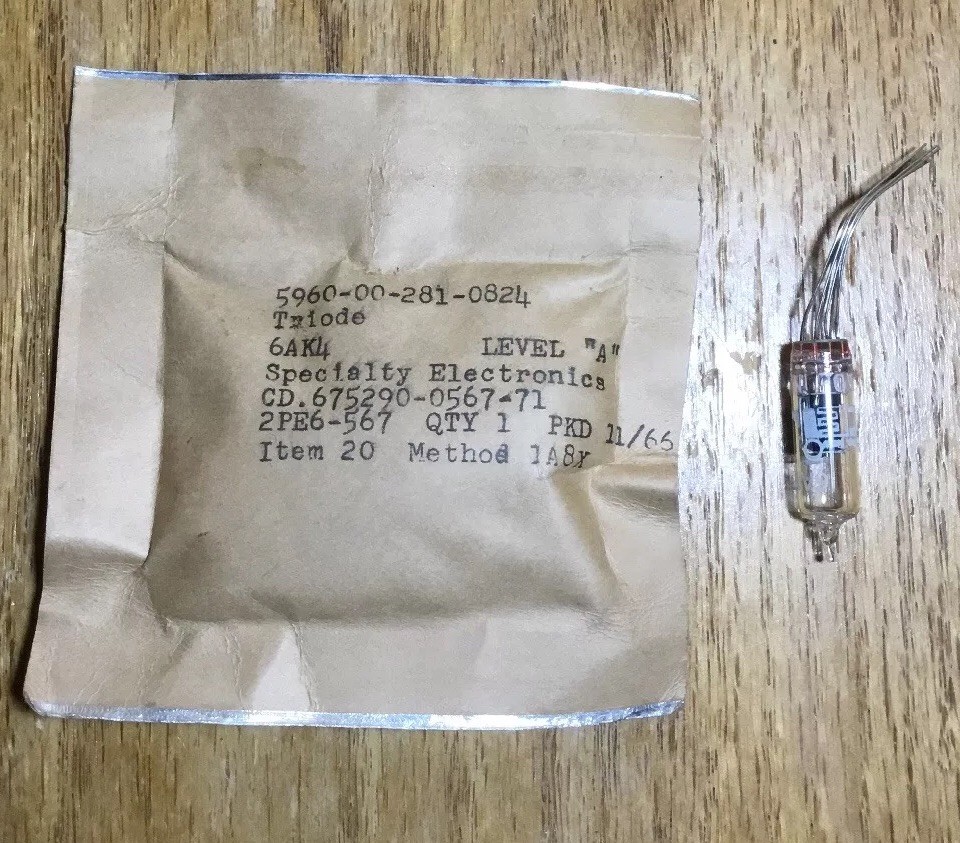 5960-00-281-0824
Triode
6AK4 LEVEL "A"
Specialty Electronics
CD.675290-0567-71
2PE6-567 QTY 1 PKD 11/66
Item 20 Method 1A8x